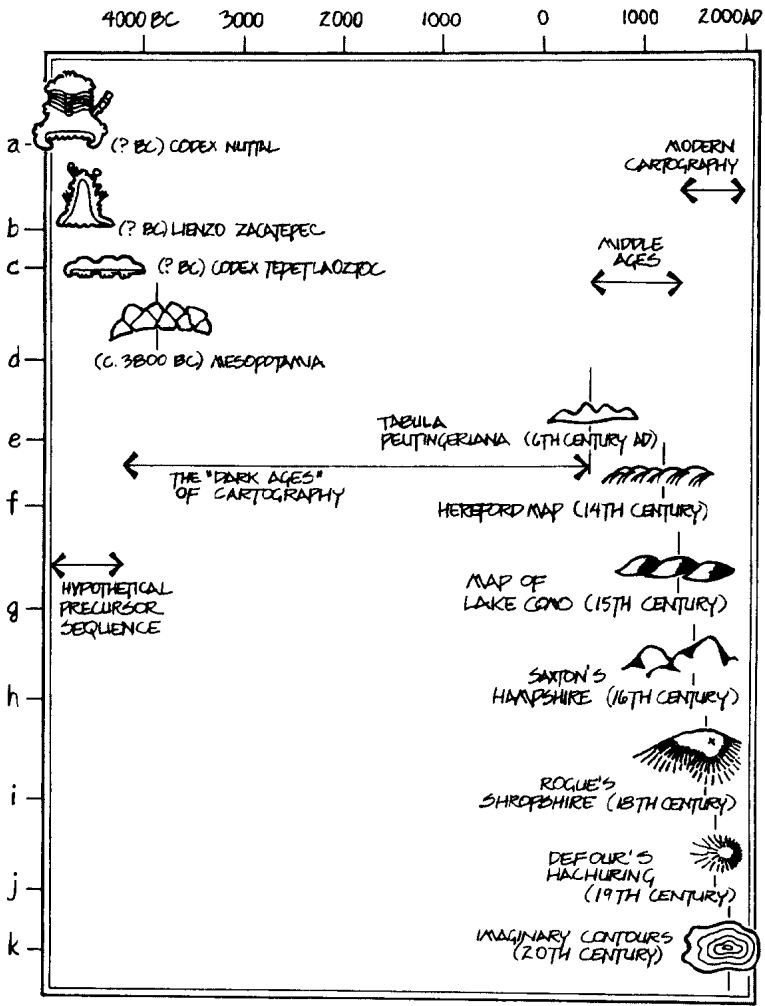 4000 BC 3000 2000 1000 0 1000 2000 AD
a
(? BC) CODEX NUTTAL
MODERN
CARTOGRAPHY
b
(? BC) LIENZO ZACATEPEC
c
(? BC) CODEX TEPETLAOZTOC
MIDDLE
AGES
d
(C. 3800 BC) MESOPOTAMIA
e
TABULA
PEUTINGERIANA (6TH CENTURY AD)
THE "DARK AGES"
OF CARTOGRAPHY
f
HEREFORD MAP (14TH CENTURY)
HYPOTHETICAL
PRECURSOR
SEQUENCE
g
MAP OF
LAKE COMO (15TH CENTURY)
h
SAXTON'S
HAMPSHIRE (16TH CENTURY)
i
ROGUE'S
SHROPSHIRE (18TH CENTURY)
j
DEFOUR'S
HACHURING
(19TH CENTURY)
k
IMAGINARY CONTOURS
(20TH CENTURY)